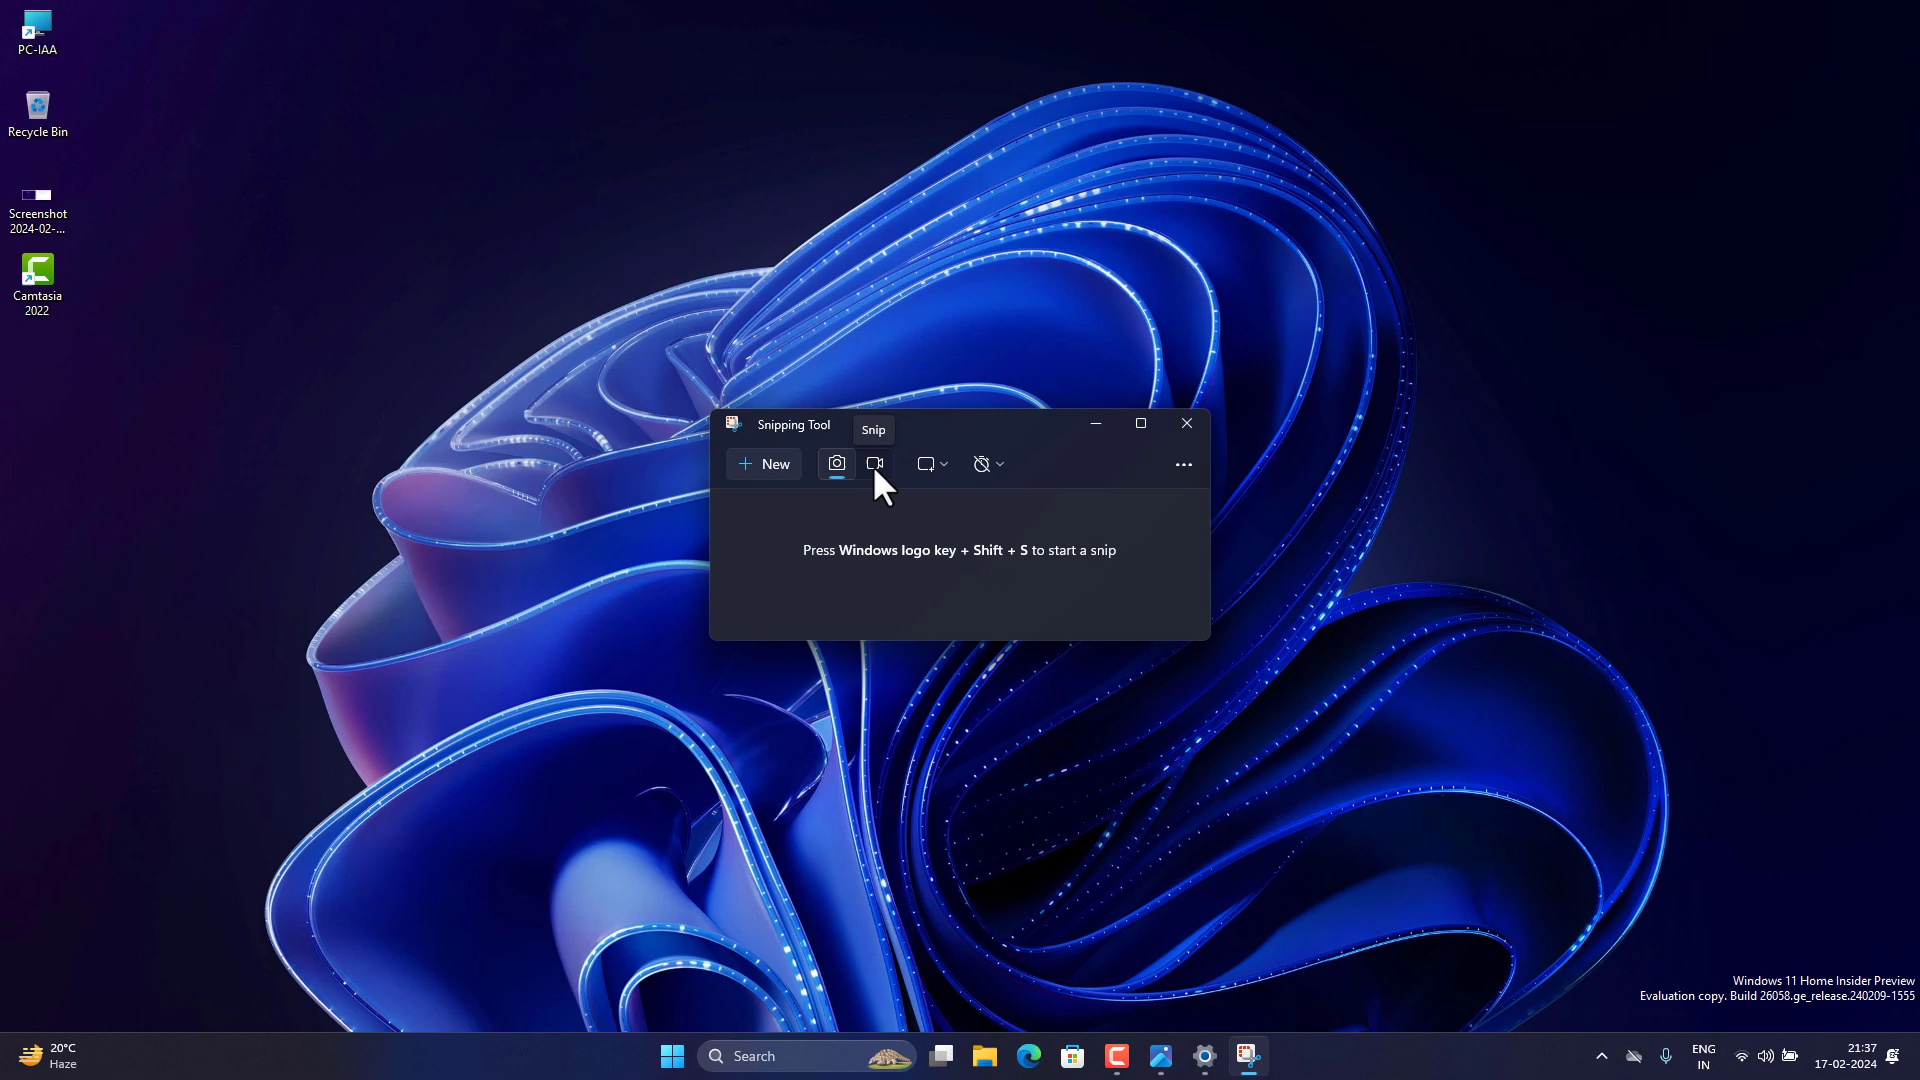 PC-IAA
Recycle Bin
Screenshot
2024-02-...
Camtasia
2022
Snipping Tool
Snip
New
Press Windows logo key + Shift + S to start a snip
Windows 11 Home Insider Preview
Evaluation copy. Build 26058.ge_release.240209-1555
20°C
Haze
Search
ENG
IN
21:37
17-02-2024